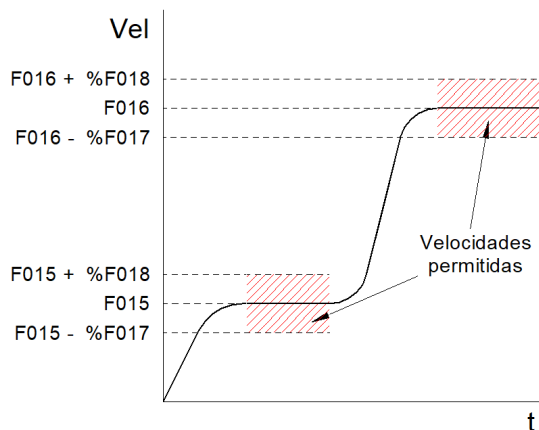 Vel
F016 + %F018
F016
F016 - %F017
Velocidades
permitidas
F015 + %F018
F015
F015 - %F017
t